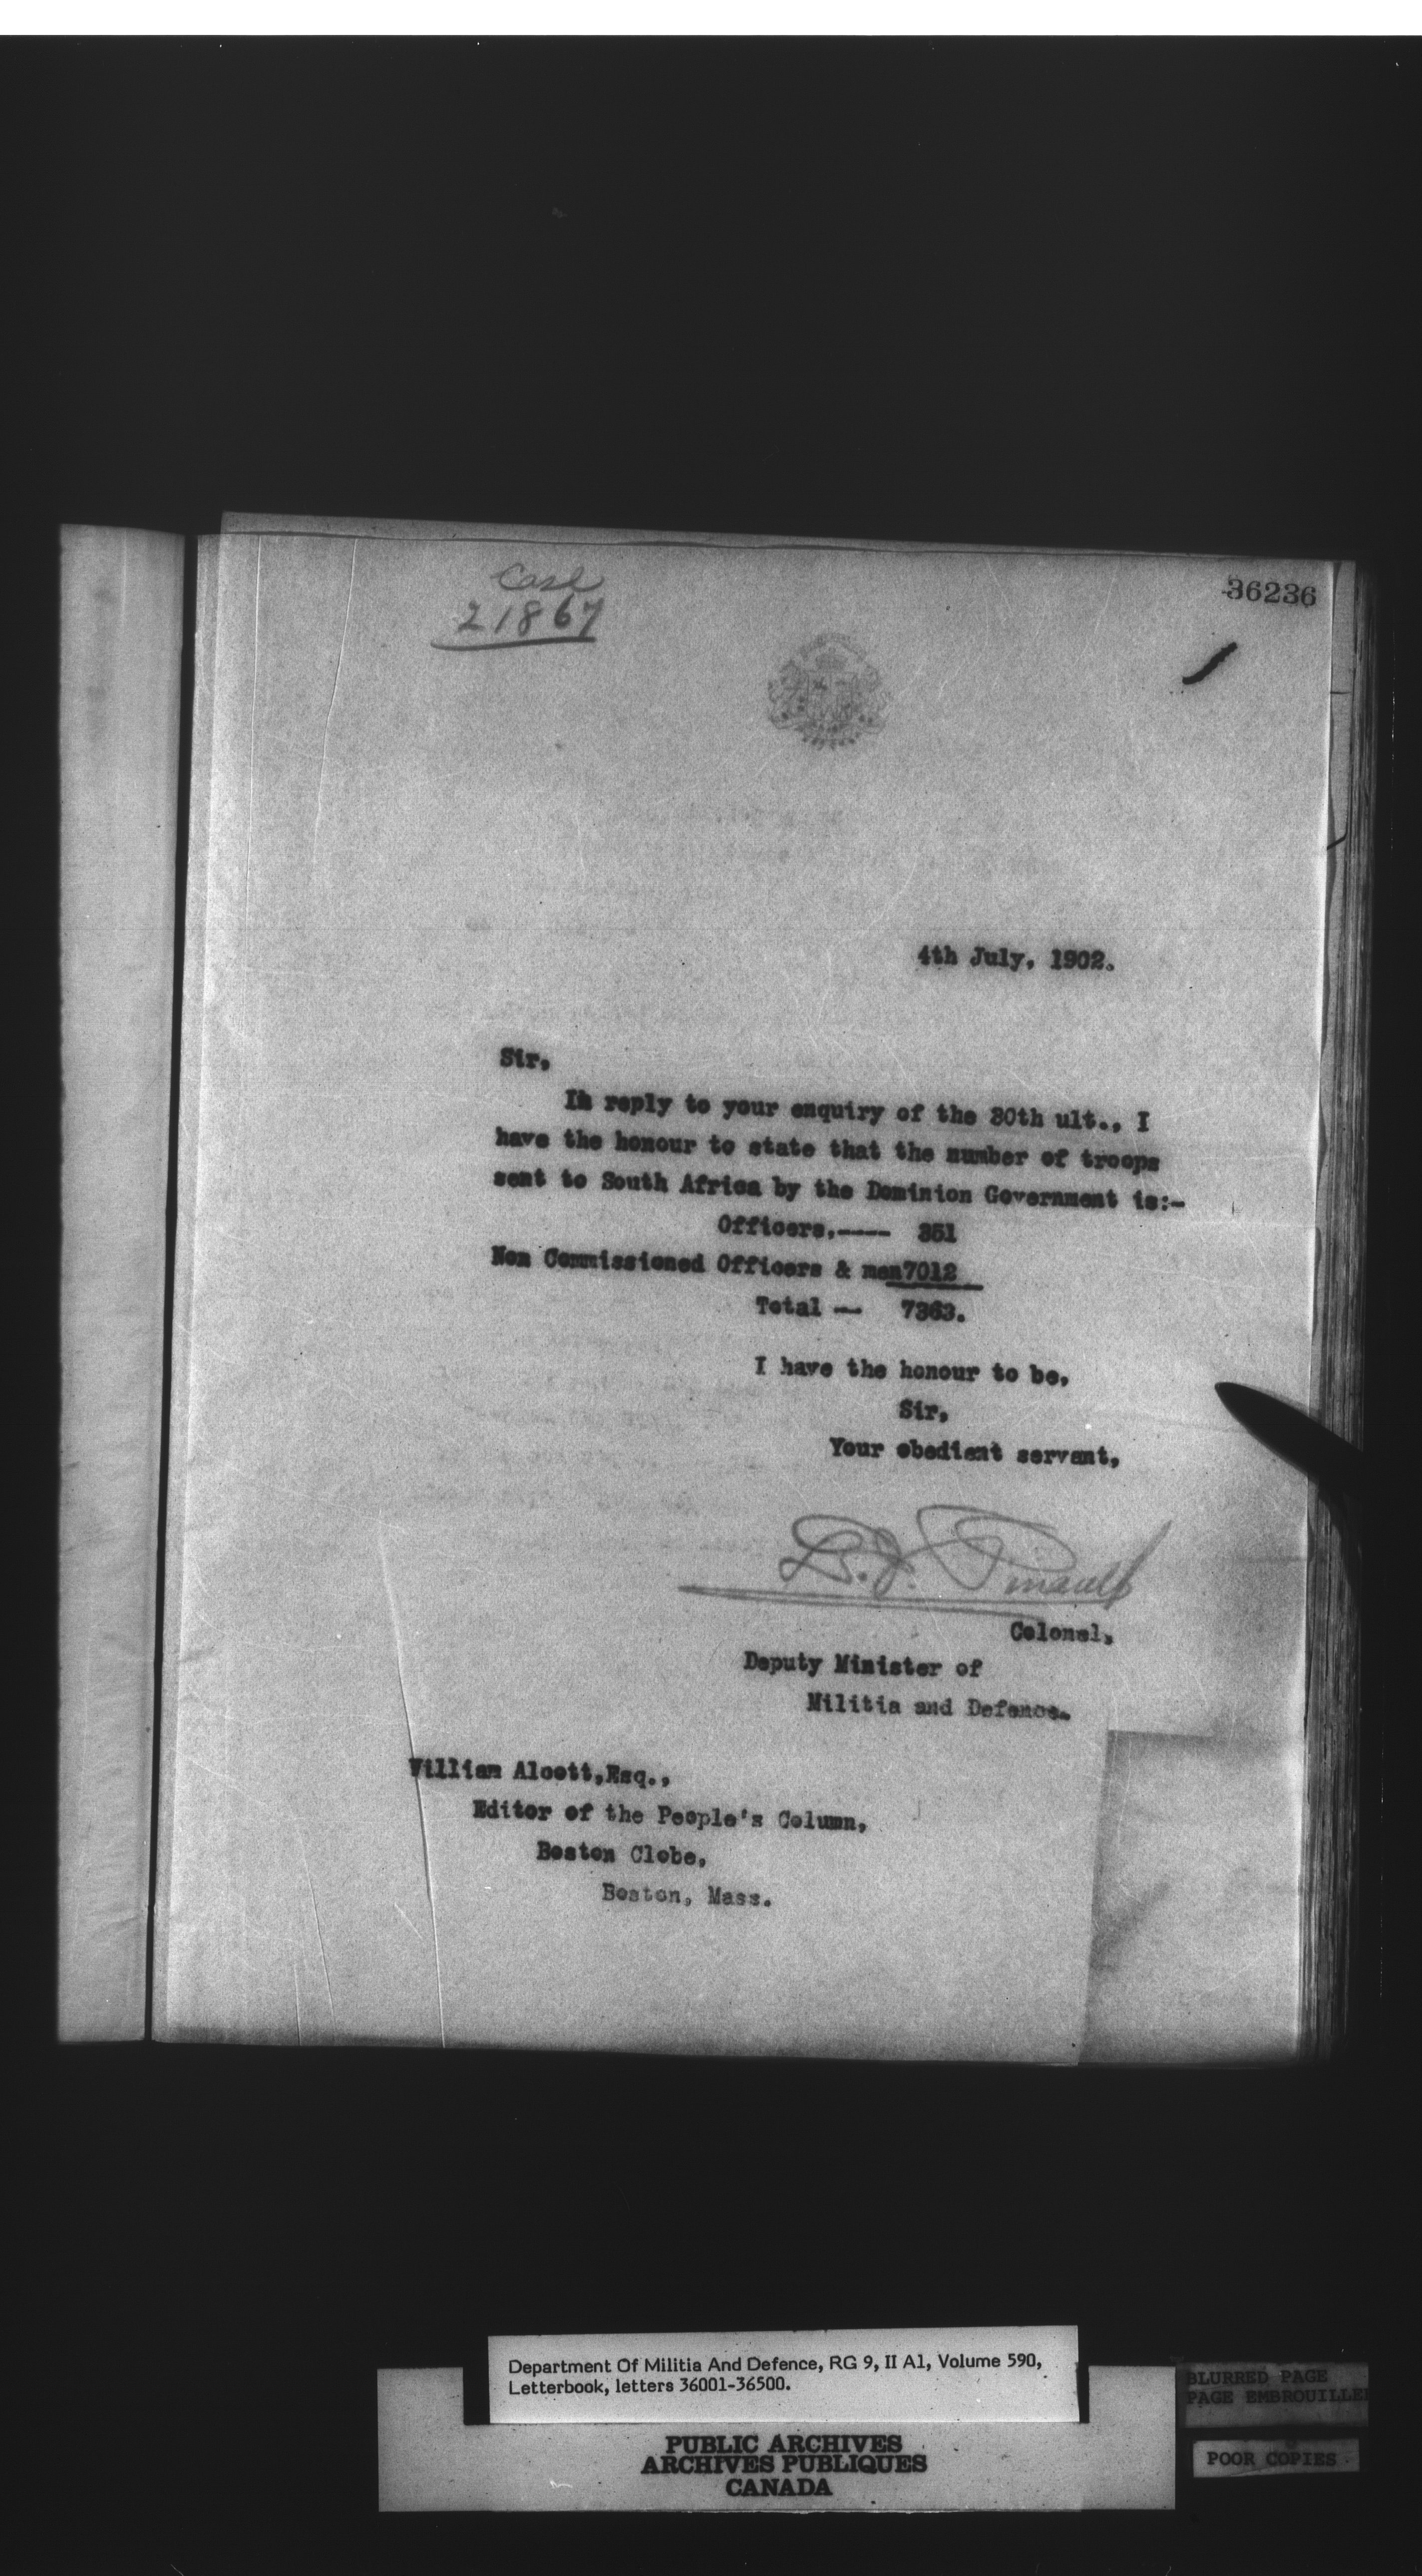 Case
21867
36236
4th July, 1902.
Sir,
In reply to your enquiry of the 30th ult., I
have the honour to state that the number of troops
sent to South Africa by the Dominion Government is:-
Officers,---- 351
Non Commissioned Officers & men7012
Total -- 7363.
I have the honour to be,
Sir,
Your obedient servant,
L.F. Pinault
Colonel,
Deputy Minister of
Militia and Defence.
William Alcott,Esq.,
Editor of the People's Column,
Boston Globe,
Boston, Mass.
Department Of Militia And Defence, RG 9, II A1, Volume 590,
Letterbook, letters 36001-36500.
PUBLIC ARCHIVES
ARCHIVES PUBLIQUES
CANADA
BLURRED PAGE
PAGE EMBROUILLEE
POOR COPIES